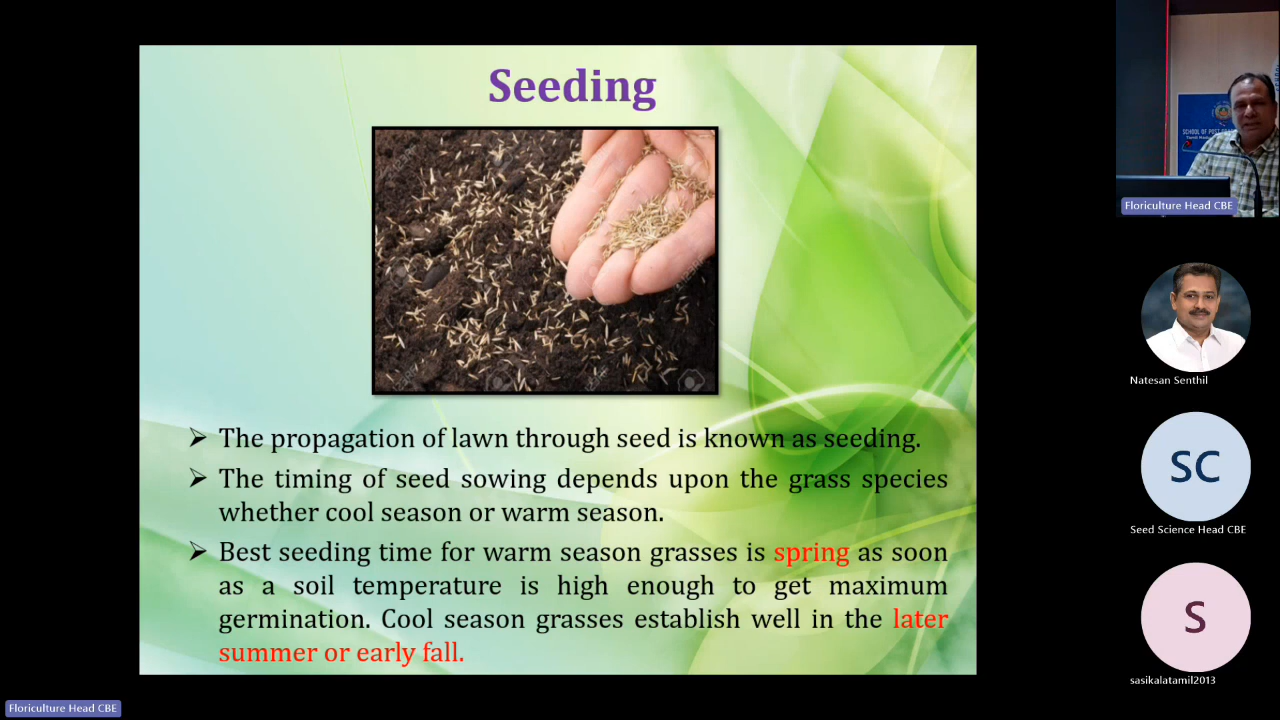 Seeding
➢ The propagation of lawn through seed is known as seeding.
➢ The timing of seed sowing depends upon the grass species
whether cool season or warm season.
➢ Best seeding time for warm season grasses is spring as soon
as a soil temperature is high enough to get maximum
germination. Cool season grasses establish well in the later
summer or early fall.
SCHOOL OF POST
Floriculture Head CBE
Natesan Senthil
SC
Seed Science Head CBE
S
sasikalatamil2013
Floriculture Head CBE